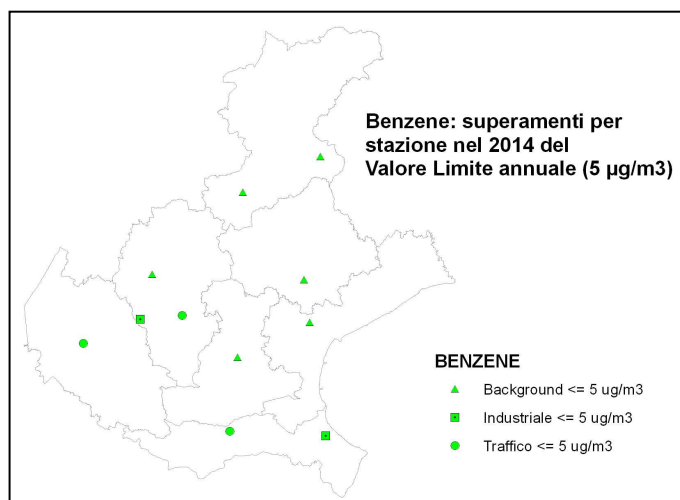 Benzene: superamenti per
stazione nel 2014 del
Valore Limite annuale (5 µg/m3)
BENZENE
Background <= 5 ug/m3
Industriale <= 5 ug/m3
Traffico <= 5 ug/m3